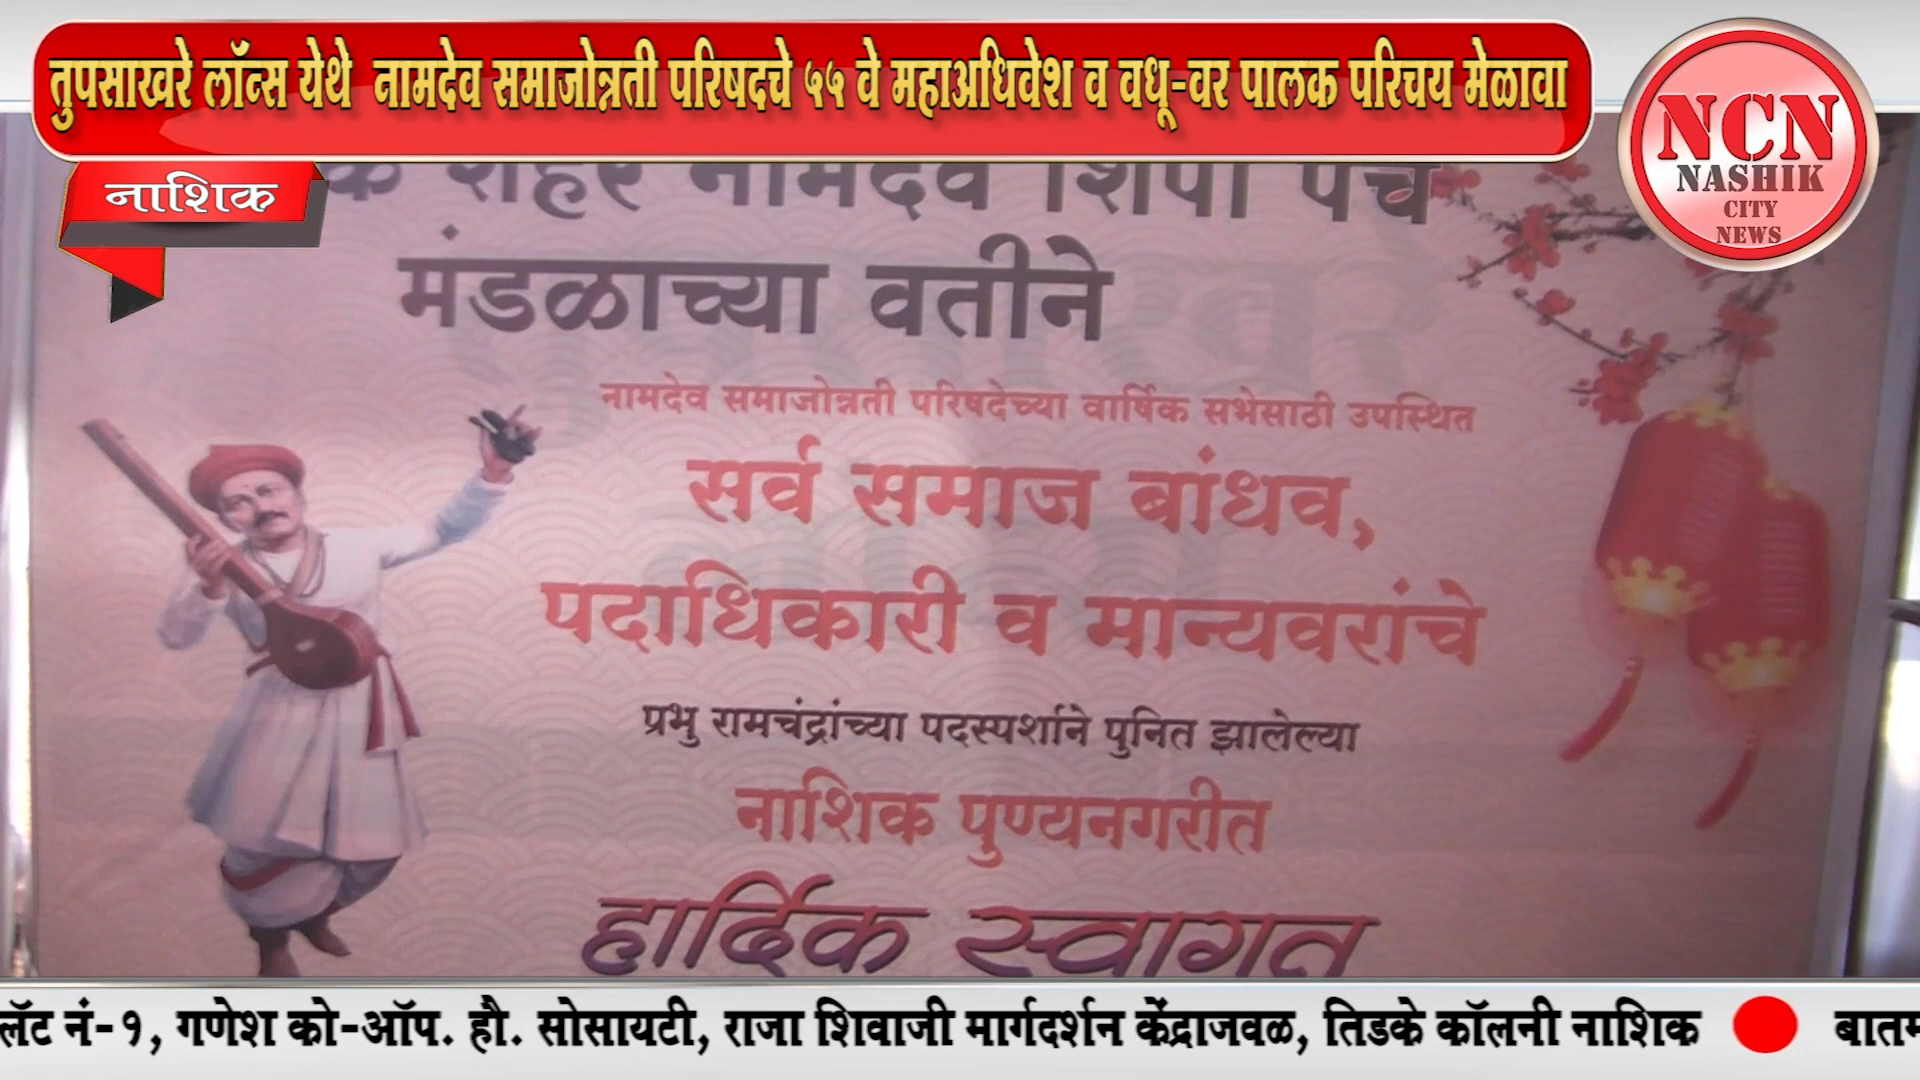 तुपसाखरे लॉन्स येथे नामदेव समाजोन्नती परिषदचे ५५ वे महाअधिवेश व वधू-वर पालक परिचय मेळावा
NCN
NASHIK
CITY
NEWS
नाशिक
क शहर नामदेव शिंपी पंच
मंडळाच्या वतीने
नामदेव समाजोन्नती परिषदेच्या वार्षिक सभेसाठी उपस्थित
सर्व समाज बांधव,
पदाधिकारी व मान्यवरांचे
प्रभु रामचंद्रांच्या पदस्पर्शाने पुनित झालेल्या
नाशिक पुण्यनगरीत
हार्दिक स्वागत
लॅट नं-१, गणेश को-ऑप. हौ. सोसायटी, राजा शिवाजी मार्गदर्शन केंद्राजवळ, तिडके कॉलनी नाशिक